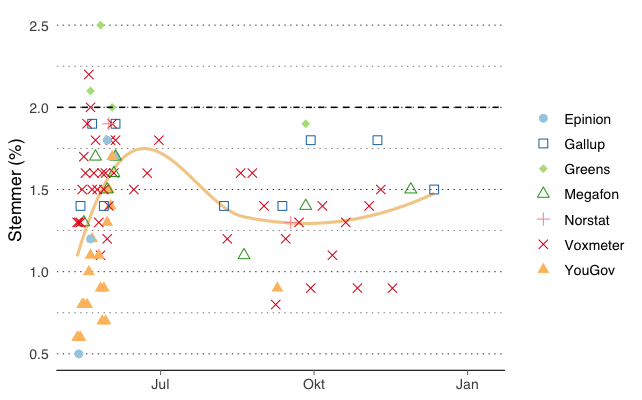 2.5
2.0
1.5
1.0
0.5
Stemmer (%)
Jul
Okt
Jan
Epinion
Gallup
Greens
Megafon
Norstat
Voxmeter
YouGov